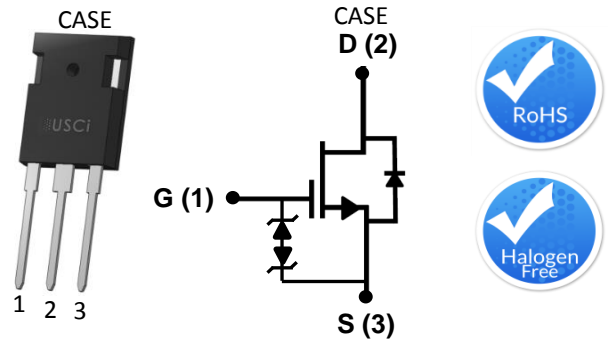 CASE
USCi
1 2 3
CASE
D (2)
G (1)
S (3)
RoHS
Halogen
Free